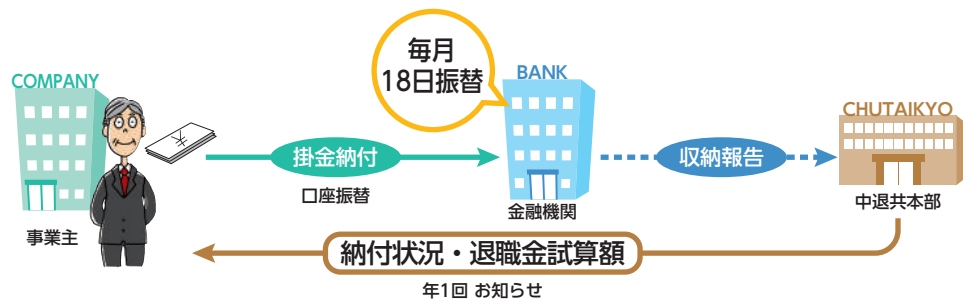 毎月
18日振替
COMPANY
BANK
CHUTAIKYO
¥
掛金納付
収納報告
口座振替
事業主
金融機関
中退共本部
納付状況・退職金試算額
年1回 お知らせ